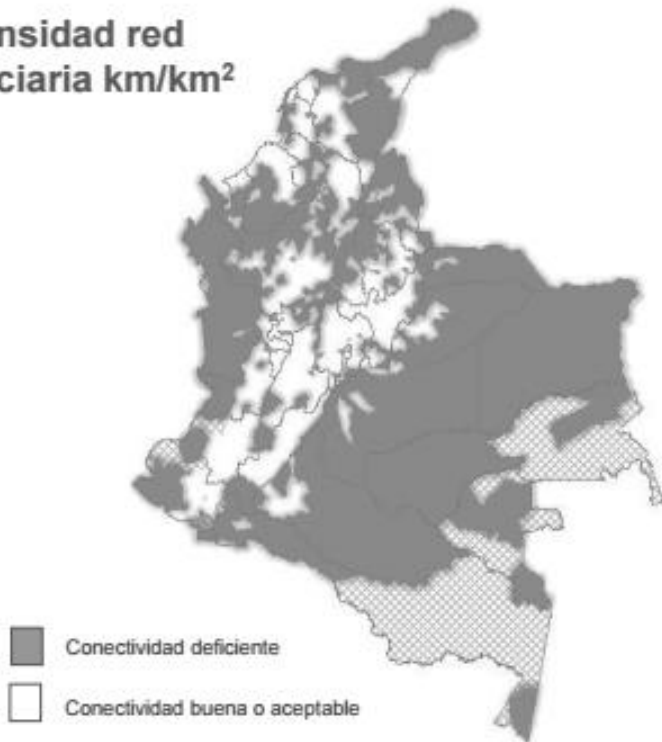 nsidad red
ciaria km/km²
Conectividad deficiente
Conectividad buena o aceptable